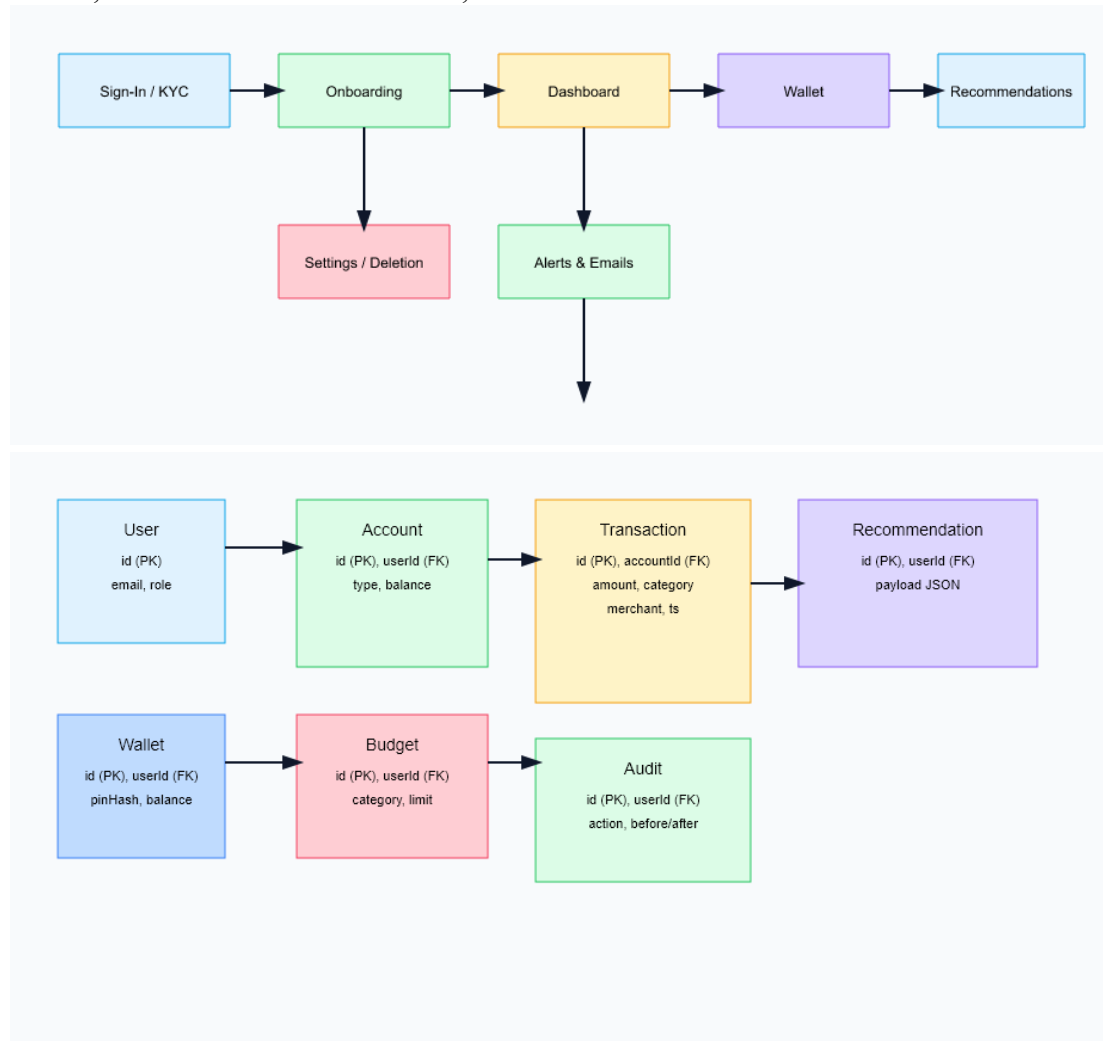 Sign-In / KYC
Onboarding
Dashboard
Wallet
Recommendations
Settings / Deletion
Alerts & Emails
User
id (PK)
email, role
Account
id (PK), userId (FK)
type, balance
Transaction
id (PK), accountId (FK)
amount, category
merchant, ts
Recommendation
id (PK), userId (FK)
payload JSON
Wallet
id (PK), userId (FK)
pinHash, balance
Budget
id (PK), userId (FK)
category, limit
Audit
id (PK), userId (FK)
action, before/after